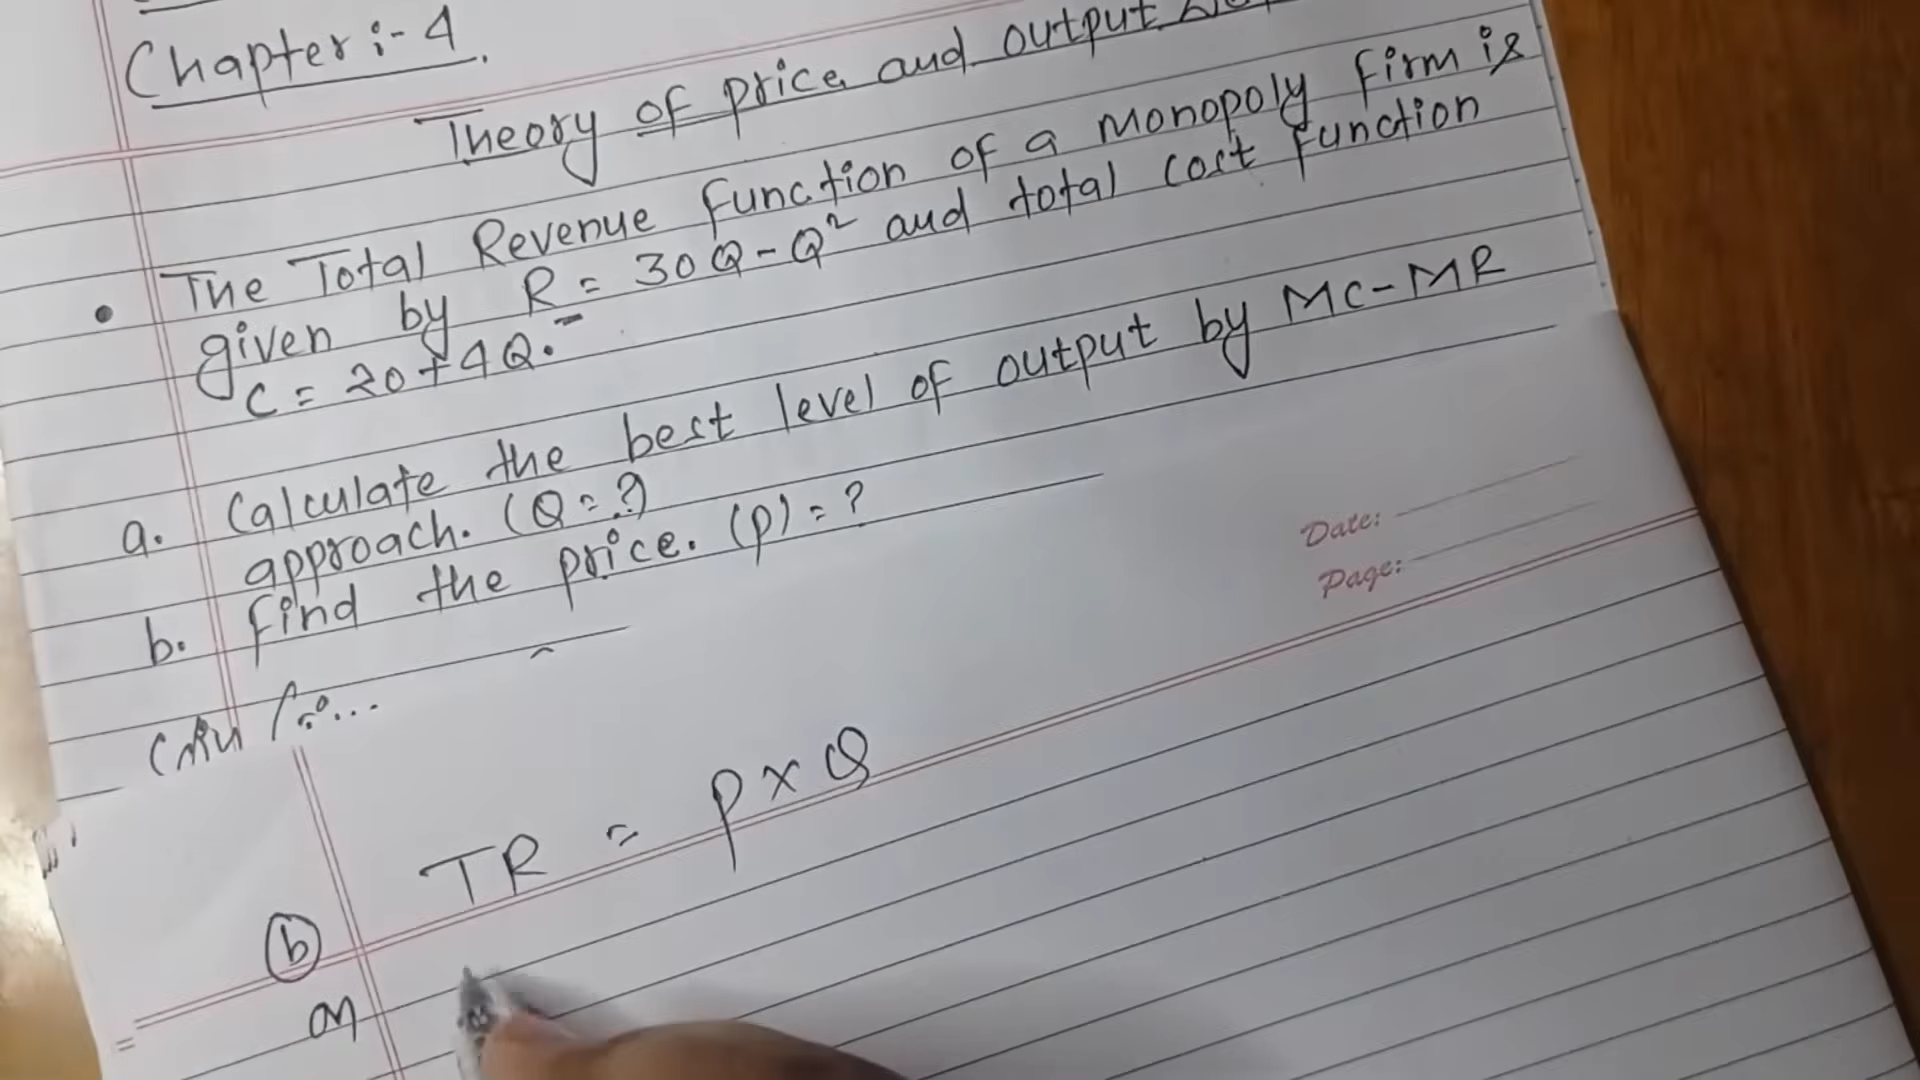 Chapter :- 4
Theory of price and output
• The Total Revenue function of a monopoly firm is
given by R = 30Q - Q² and total cost function
C = 20 + 4Q.
a. Calculate the best level of output by MC-MR
approach. (Q = ?)
b. find the price. (p) = ?
Date:
Page:
TR = P × Q
(b)